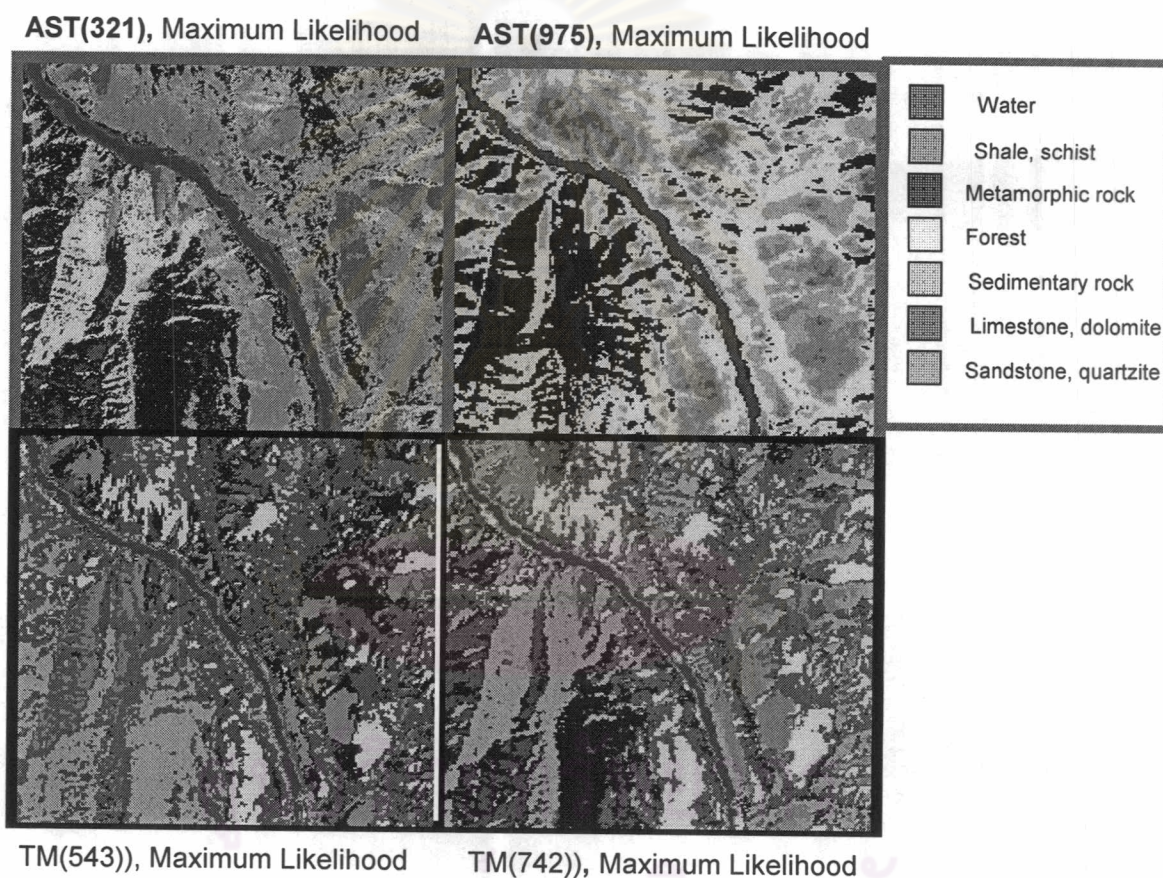 AST(321), Maximum Likelihood
AST(975), Maximum Likelihood
Water
Shale, schist
Metamorphic rock
Forest
Sedimentary rock
Limestone, dolomite
Sandstone, quartzite
TM(543)), Maximum Likelihood
TM(742)), Maximum Likelihood